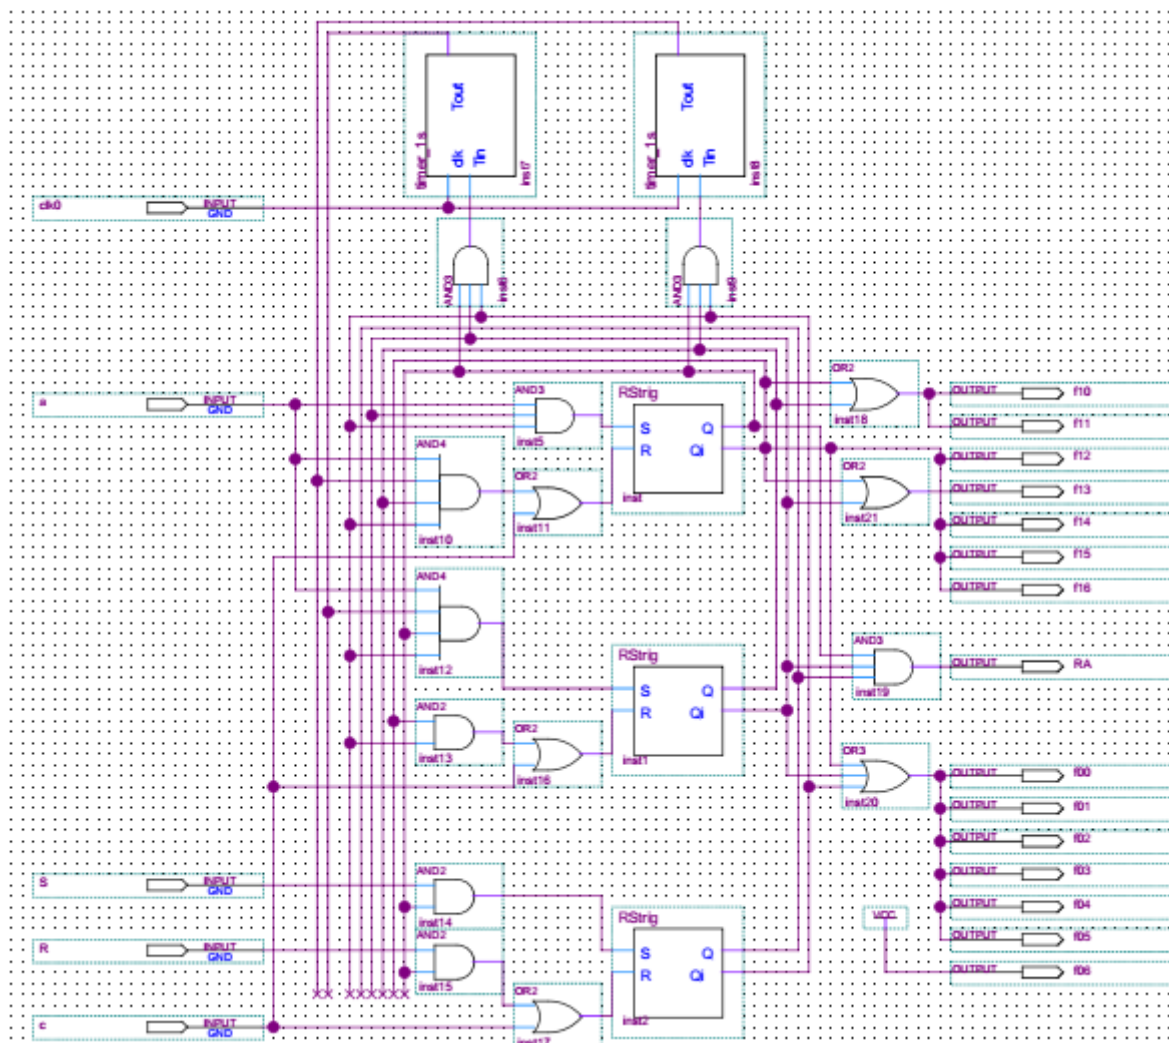 Tout
timer_1s
clk
Tin
inst7
Tout
timer_1s
clk
Tin
inst8
clk0
INPUT
GND
AND3
inst6
AND3
inst9
a
INPUT
GND
AND3
inst5
RStrig
S
Q
R
Qi
inst
AND4
inst10
OR2
inst11
OR2
inst18
OUTPUT
f10
OUTPUT
f11
OUTPUT
f12
OR2
inst21
OUTPUT
f13
OUTPUT
f14
OUTPUT
f15
OUTPUT
f16
AND4
inst12
RStrig
S
Q
R
Qi
inst1
AND3
inst19
OUTPUT
RA
AND2
inst13
OR2
inst16
OR3
inst20
OUTPUT
f00
OUTPUT
f01
OUTPUT
f02
OUTPUT
f03
OUTPUT
f04
OUTPUT
f05
VCC
OUTPUT
f06
S
INPUT
GND
AND2
inst14
RStrig
S
Q
R
Qi
inst2
R
INPUT
GND
AND2
inst15
OR2
inst17
c
INPUT
GND